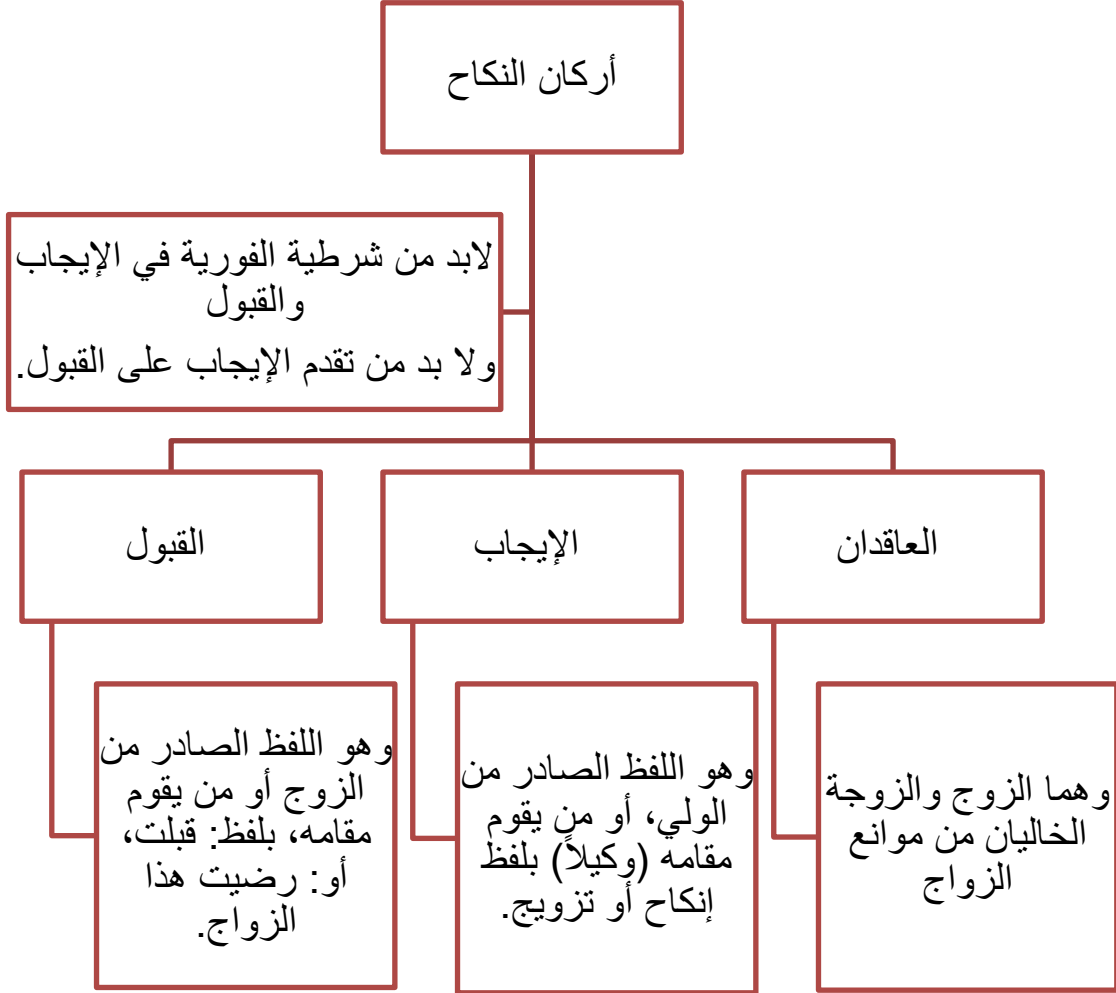 أركان النكاح
لابد من شرطية الفورية في الإيجاب
والقبول
ولا بد من تقدم الإيجاب على القبول.
العاقدان
الإيجاب
القبول
وهما الزوج والزوجة
الخاليان من موانع
الزواج
وهو اللفظ الصادر من
الولي، أو من يقوم
مقامه (وكيلاً) بلفظ
إنكاح أو تزويج.
وهو اللفظ الصادر من
الزوج أو من يقوم
مقامه، بلفظ: قبلت،
أو: رضيت هذا
الزواج.